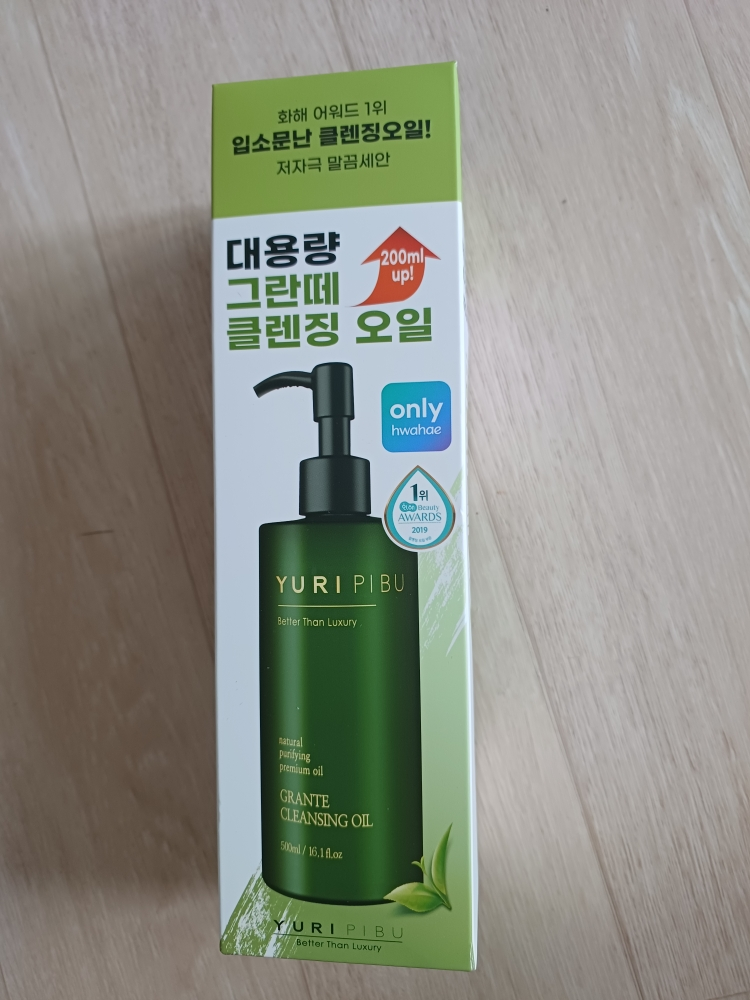 화해 어워드 1위
입소문난 클렌징오일!
저자극 말끔세안
대용량
그란떼
클렌징 오일
200ml
up!
only
hwahae
1위
Beauty
AWARDS
2019
YURI PIBU
Better Than Luxury
natural
purifying
premium oil
GRANTE
CLEANSING OIL
500ml / 16.1 fl.oz
YURI PIBU
Better Than Luxury